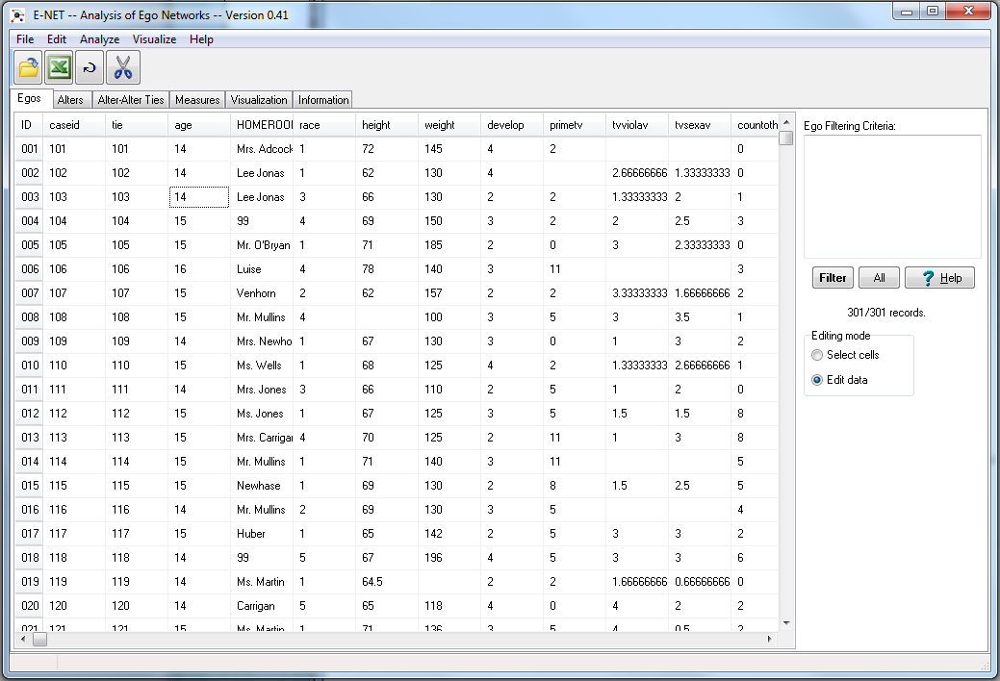 E-NET -- Analysis of Ego Networks -- Version 0.41
File Edit Analyze Visualize Help
Egos Alters Alter-Alter Ties Measures Visualization Information
ID caseid tie age HOMEROOI race height weight develop primetv tvviolav tvsexav countoth
001 101 101 14 Mrs. Adcock 1 72 145 4 2 0
002 102 102 14 Lee Jonas 1 62 130 4 2.66666666 1.33333333 0
003 103 103 14 Lee Jonas 3 66 130 2 2 1.33333333 2 1
004 104 104 15 99 4 69 150 3 2 2 2.5 3
005 105 105 15 Mr. O'Bryan 1 71 185 2 0 3 2.33333333 0
006 106 106 16 Luise 4 78 140 3 11 3
007 107 107 15 Venhorn 2 62 157 2 2 3.33333333 1.66666666 2
008 108 108 15 Mr. Mullins 4 100 3 5 3 3.5 1
009 109 109 14 Mrs. Newho 1 67 130 3 0 1 3 2
010 110 110 15 Ms. Wells 1 68 125 4 2 1.33333333 2.66666666 1
011 111 111 14 Mrs. Jones 3 66 110 2 5 1 2 0
012 112 112 15 Ms. Jones 1 67 125 3 5 1.5 1.5 8
013 113 113 15 Mrs. Carrigar 4 70 125 2 11 1 3 8
014 114 114 15 Mr. Mullins 1 71 140 3 11 5
015 115 115 15 Newhase 1 69 130 2 8 1.5 2.5 5
016 116 116 14 Mr. Mullins 2 69 130 3 5 4
017 117 117 15 Huber 1 65 142 2 5 3 3 2
018 118 118 14 99 5 67 196 4 5 3 3 6
019 119 119 14 Ms. Martin 1 64.5 2 2 1.66666666 0.66666666 0
020 120 120 14 Carrigan 5 65 118 4 0 4 2 2
021 121 121 15 Ms. Martin 1 71 136 3 5 4 0.5 2
Ego Filtering Criteria:
Filter All Help
301/301 records.
Editing mode
Select cells
Edit data